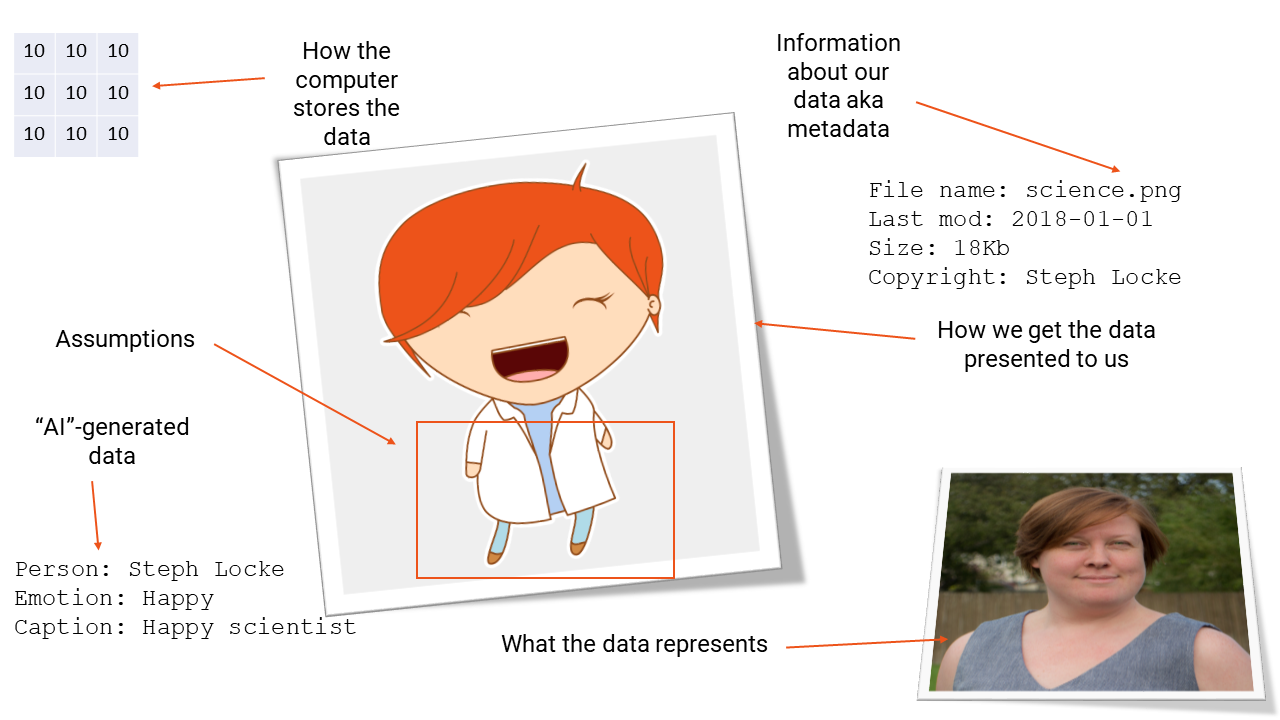 10 10 10
10 10 10
10 10 10
How the
computer
stores the
data
Information
about our
data aka
metadata
File name: science.png
Last mod: 2018-01-01
Size: 18Kb
Copyright: Steph Locke
Assumptions
How we get the data
presented to us
“AI”-generated
data
Person: Steph Locke
Emotion: Happy
Caption: Happy scientist
What the data represents